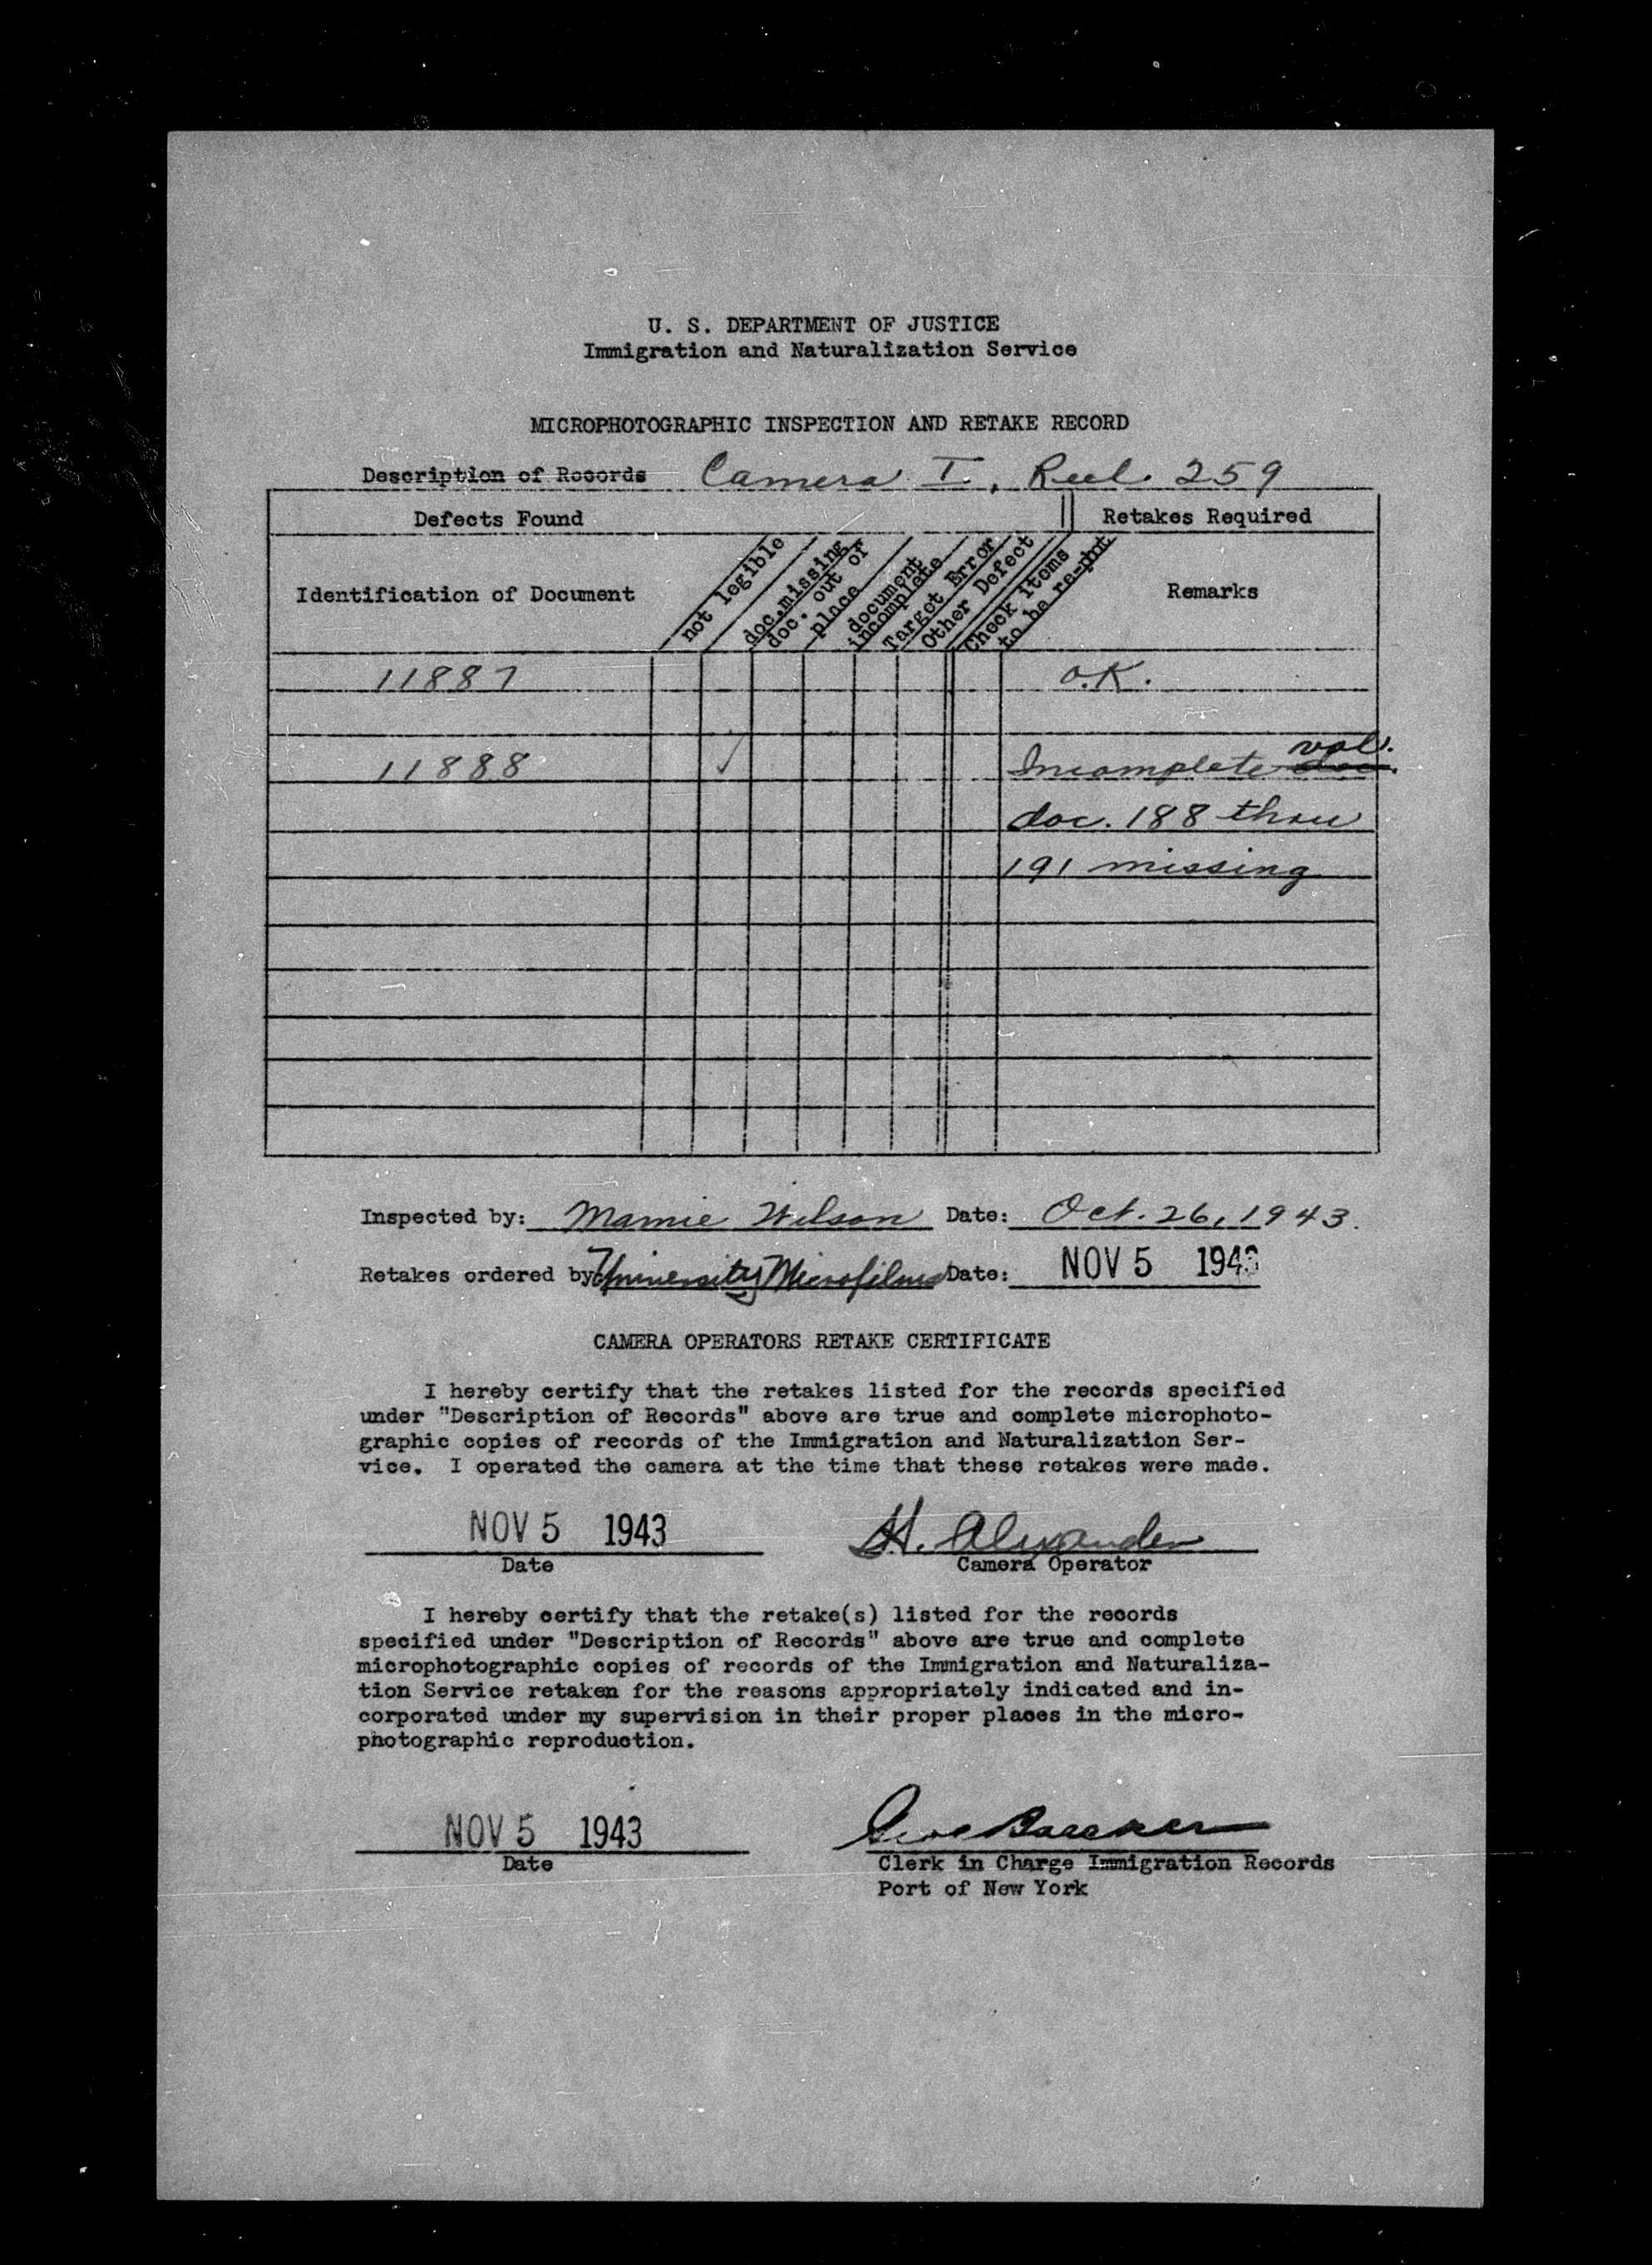 U. S. DEPARTMENT OF JUSTICE
Immigration and Naturalization Service
MICROPHOTOGRAPHIC INSPECTION AND RETAKE RECORD
Description of Records Camera I, Reel 259
Defects Found Retakes Required
Identification of Document
not legible
doc. missing
doc. out of
place
document
incomplete
Target Error
Other Defect
Check items
to be re-pht
Remarks
11887 O.K.
vol.
11888 ✓ Incomplete doc.
doc. 188 thru
191 missing
Inspected by: Mamie Wilson Date: Oct. 26, 1943.
Retakes ordered by University Microfilms Date: NOV 5 1943
CAMERA OPERATORS RETAKE CERTIFICATE
I hereby certify that the retakes listed for the records specified
under "Description of Records" above are true and complete microphoto-
graphic copies of records of the Immigration and Naturalization Ser-
vice. I operated the camera at the time that these retakes were made.
NOV 5 1943 H. Alexander
Date Camera Operator
I hereby certify that the retake(s) listed for the records
specified under "Description of Records" above are true and complete
microphotographic copies of records of the Immigration and Naturaliza-
tion Service retaken for the reasons appropriately indicated and in-
corporated under my supervision in their proper places in the micro-
photographic reproduction.
NOV 5 1943
Date Clerk in Charge Immigration Records
Port of New York